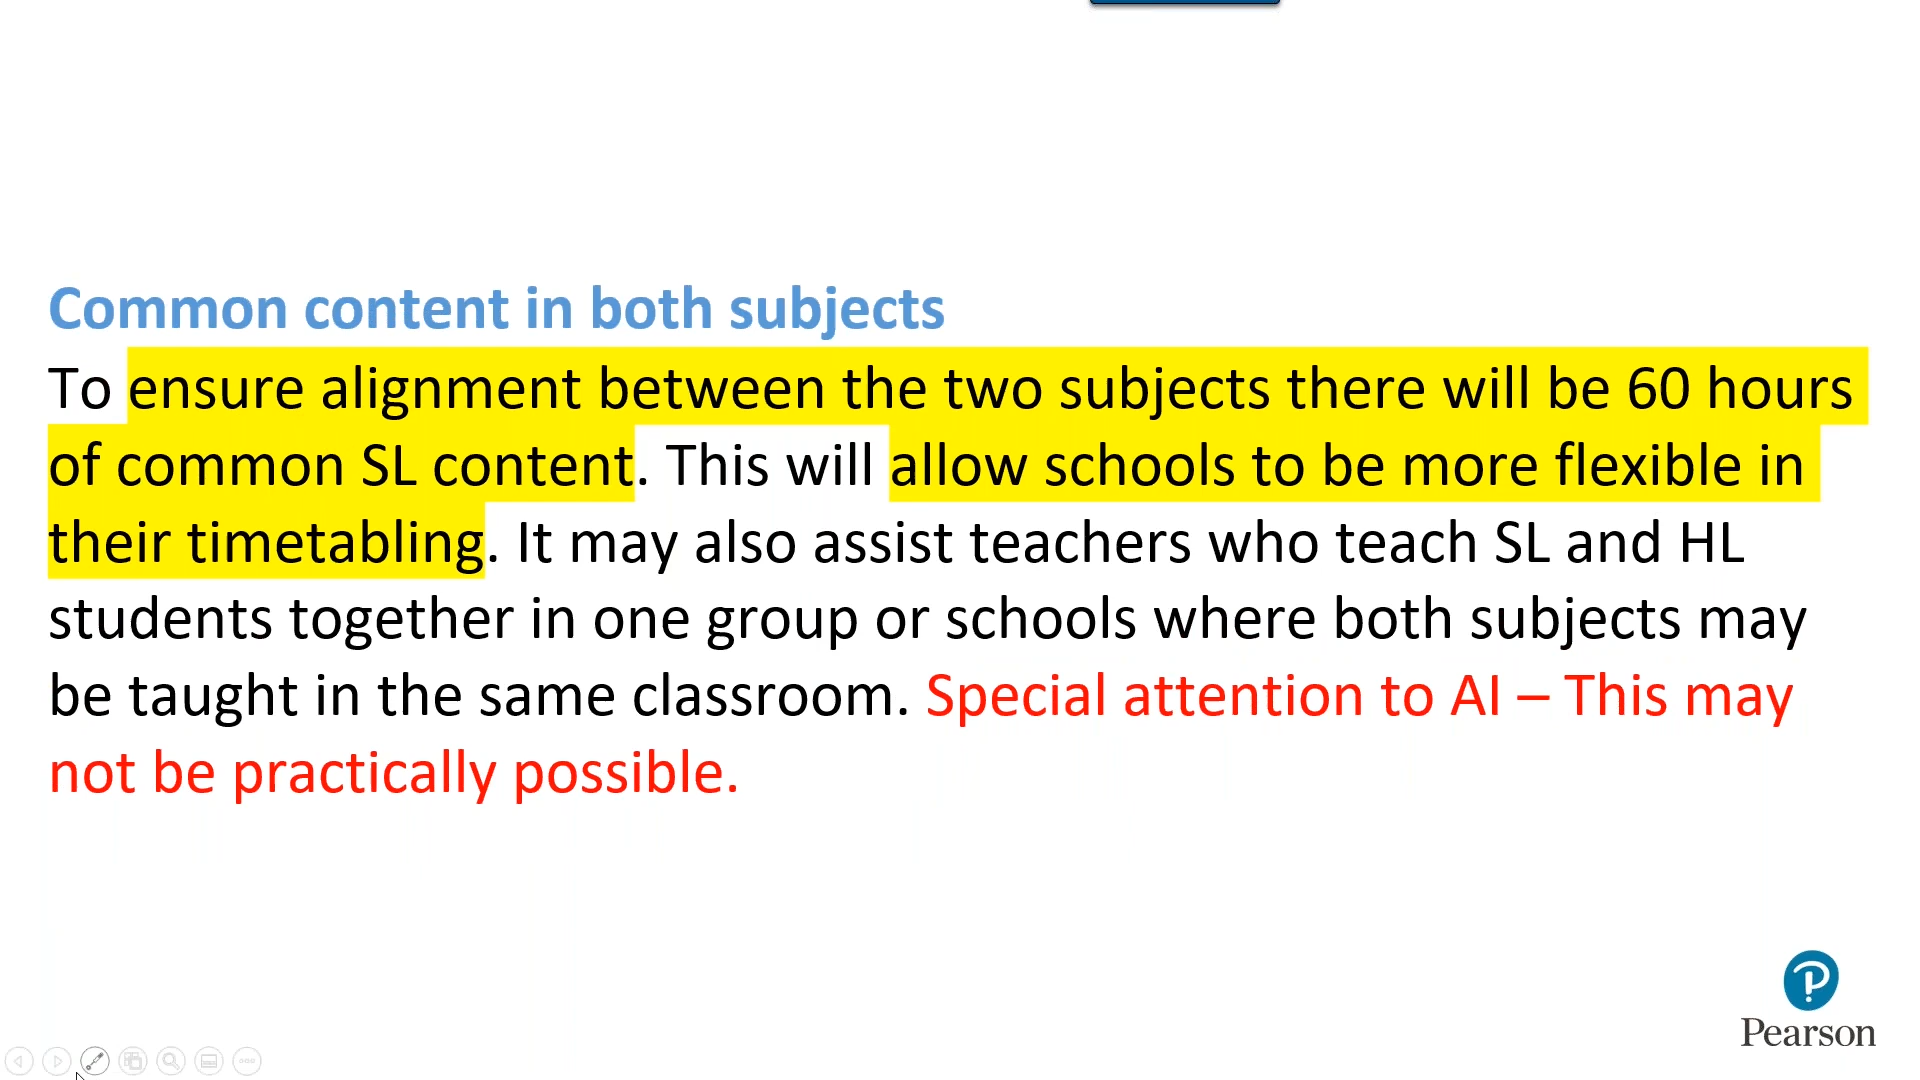 Common content in both subjects
To ensure alignment between the two subjects there will be 60 hours
of common SL content. This will allow schools to be more flexible in
their timetabling. It may also assist teachers who teach SL and HL
students together in one group or schools where both subjects may
be taught in the same classroom. Special attention to AI – This may
not be practically possible.
Pearson